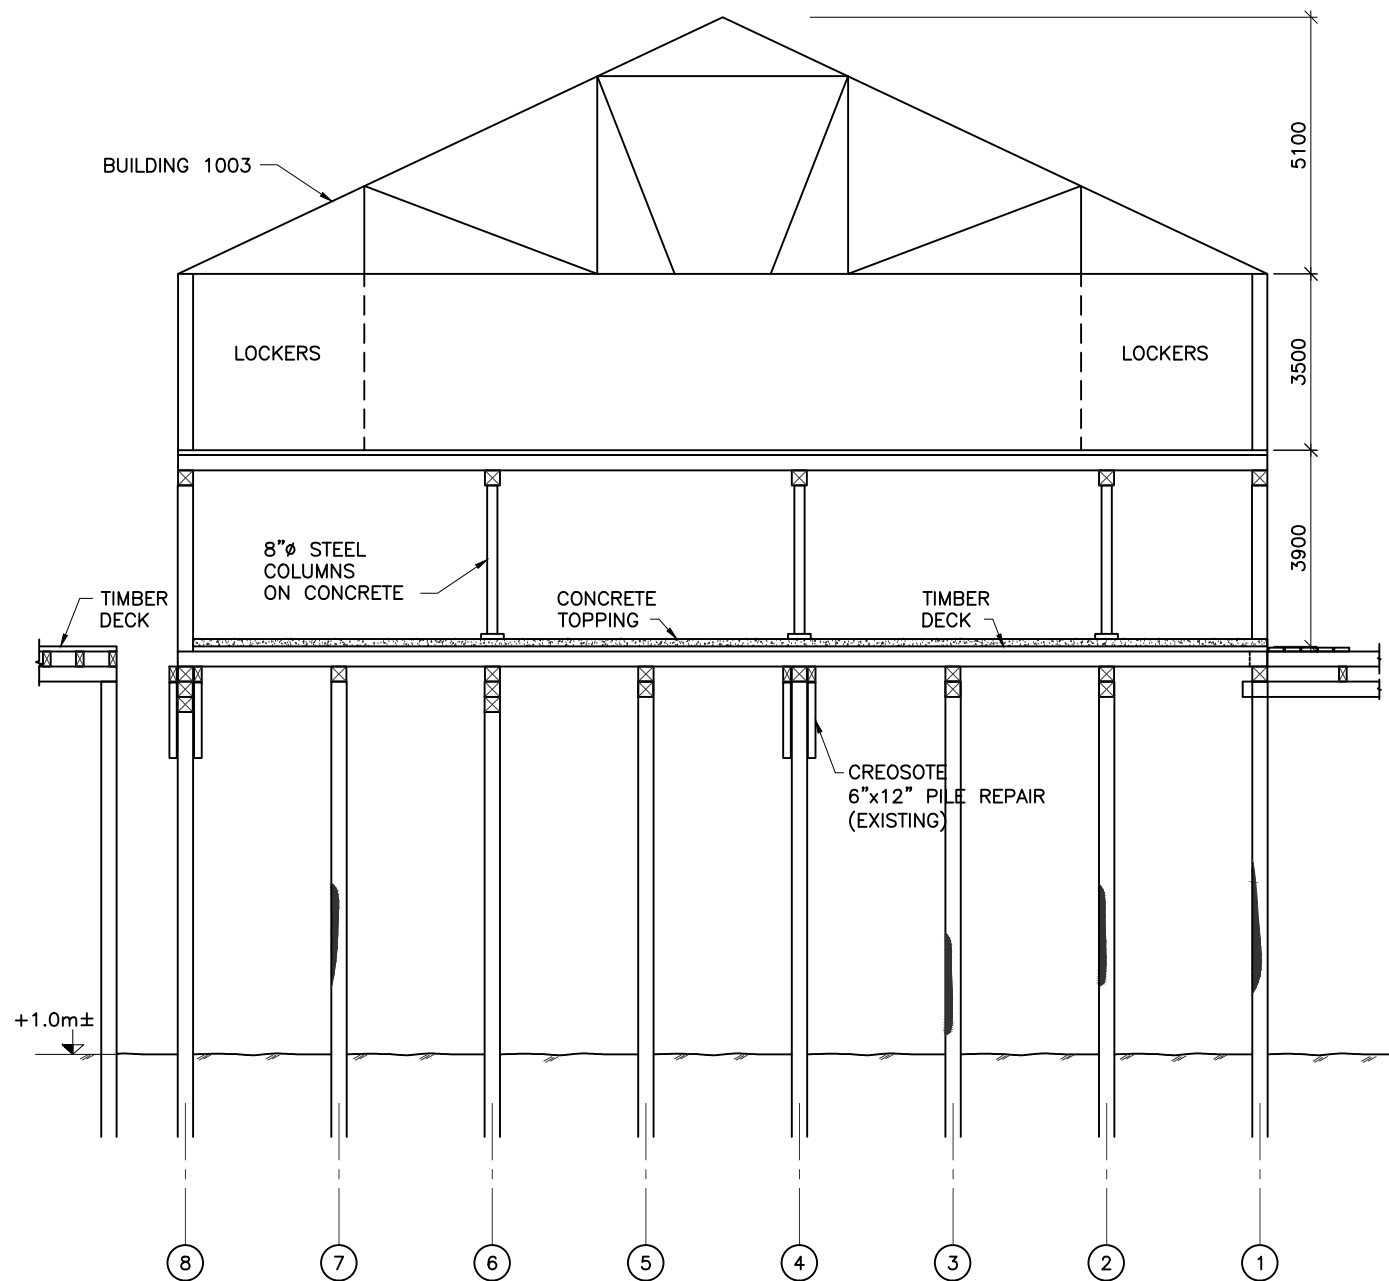 5100
BUILDING 1003
LOCKERS
LOCKERS
3500
8"ø STEEL
COLUMNS
ON CONCRETE
3900
TIMBER
DECK
CONCRETE
TOPPING
TIMBER
DECK
CREOSOTE
6"x12" PILE REPAIR
(EXISTING)
+1.0m±
8
7
6
5
4
3
2
1